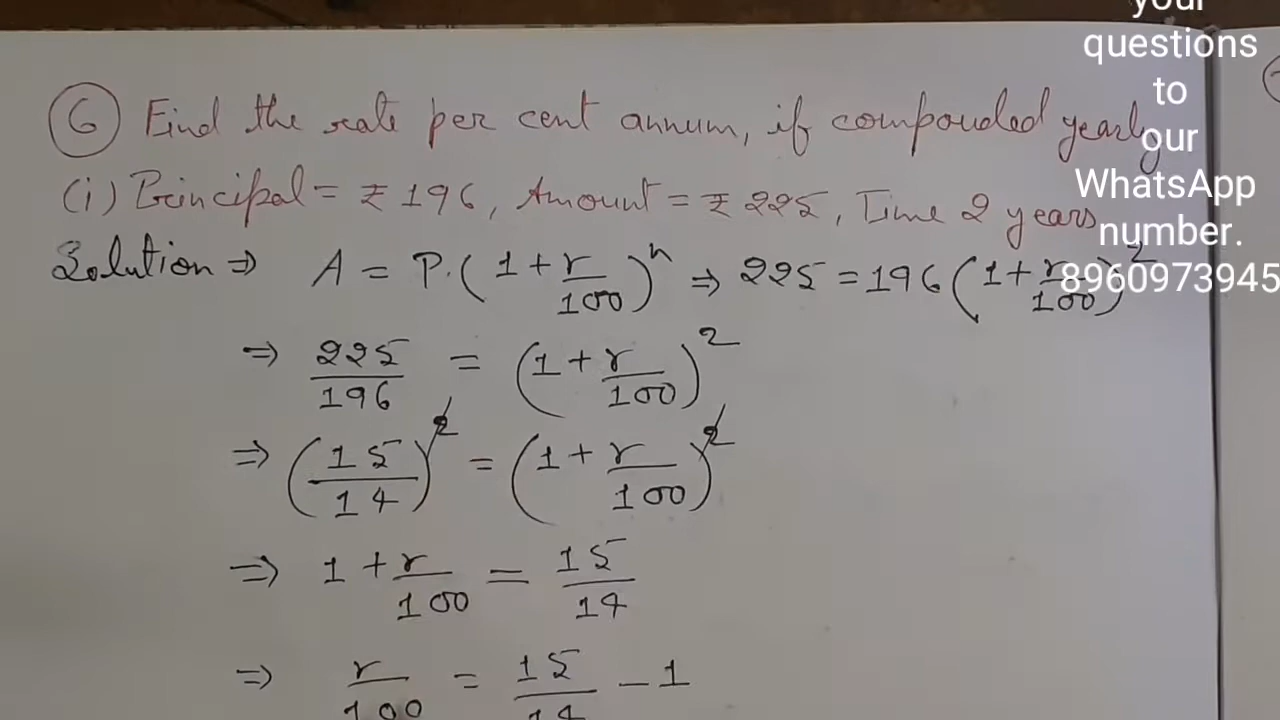 your
questions
to
our
WhatsApp
number.
8960973945
(6) Find the rate per cent annum, if compouded yearly
(i) Principal = ₹ 196, Amount = ₹ 225, Time 2 years
Solution ⇒ A = P.(1 + r/100)^n ⇒ 225 = 196 (1 + r/100)^2
⇒ 225/196 = (1 + r/100)^2
⇒ (15/14)^2 = (1 + r/100)^2
⇒ 1 + r/100 = 15/14
⇒ r/100 = 15/14 - 1